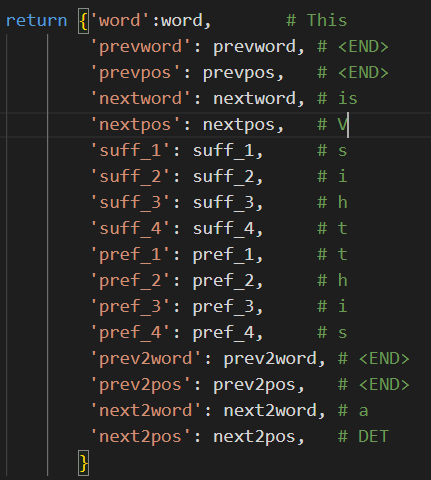 return {'word':word,       # This
        'prevword': prevword, # <END>
        'prevpos': prevpos,   # <END>
        'nextword': nextword, # is
        'nextpos': nextpos,   # V
        'suff_1': suff_1,     # s
        'suff_2': suff_2,     # i
        'suff_3': suff_3,     # h
        'suff_4': suff_4,     # t
        'pref_1': pref_1,     # t
        'pref_2': pref_2,     # h
        'pref_3': pref_3,     # i
        'pref_4': pref_4,     # s
        'prev2word': prev2word, # <END>
        'prev2pos': prev2pos,   # <END>
        'next2word': next2word, # a
        'next2pos': next2pos,   # DET
       }